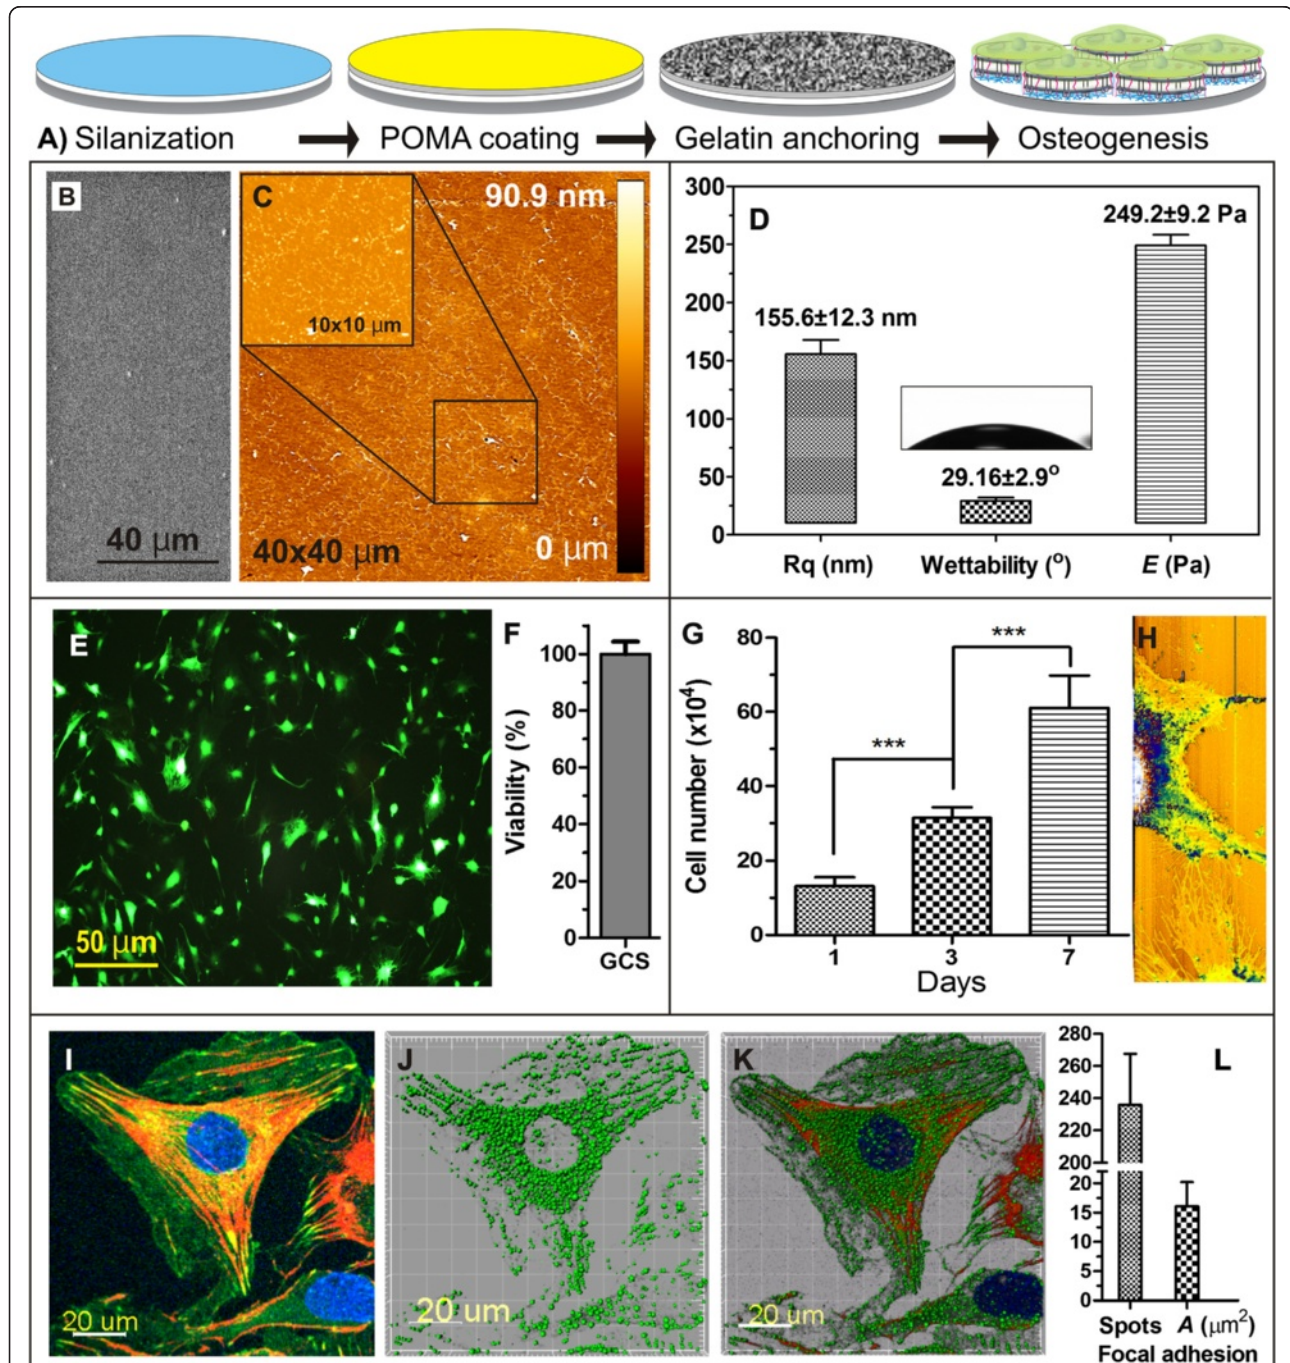 A) Silanization POMA coating Gelatin anchoring Osteogenesis
B
40 µm
C
90.9 nm
10x10 µm
40x40 µm
0 µm
D
300
250
200
150
100
50
0
155.6±12.3 nm
29.16±2.9°
249.2±9.2 Pa
Rq (nm) Wettability (°) E (Pa)
E
50 µm
F
Viability (%)
100
80
60
40
20
0
GCS
G
Cell number (x10⁴)
80
60
40
20
0
***
***
1 3 7
Days
H
I
20 um
J
20 um
K
20 um
L
280
260
240
220
200
20
25
15
10
5
0
Spots A (µm²)
Focal adhesion